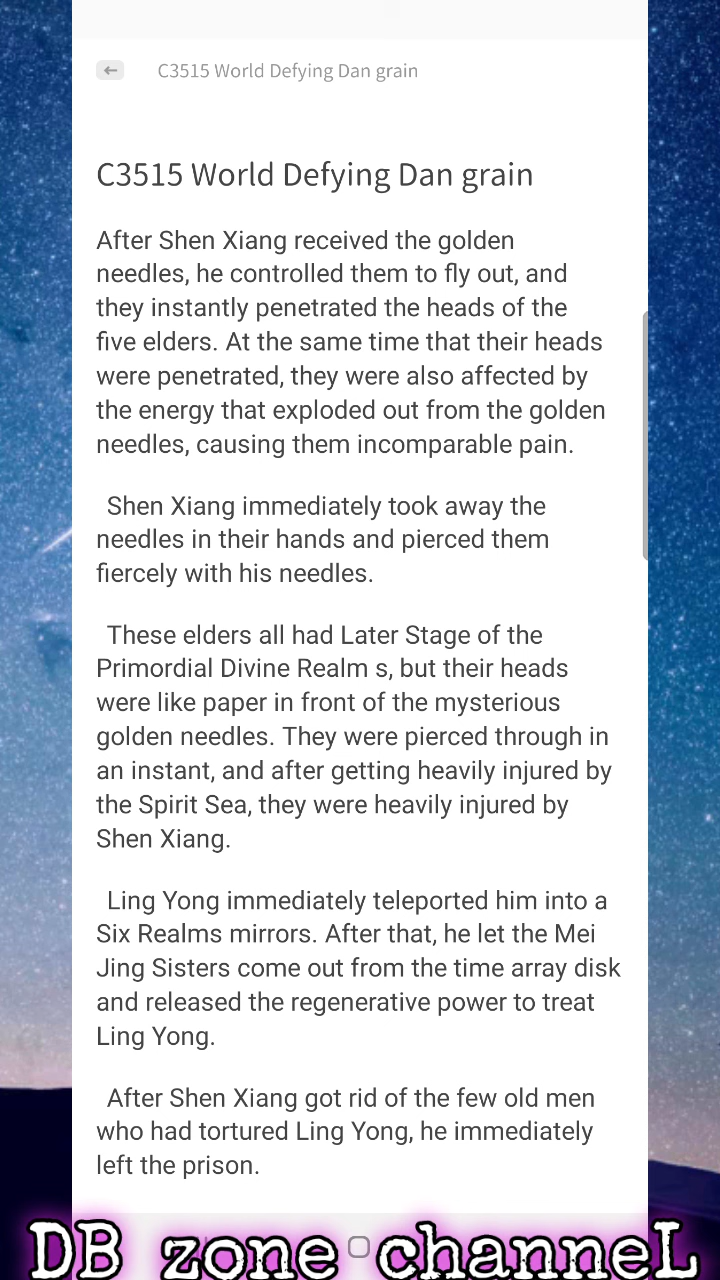 C3515 World Defying Dan grain
C3515 World Defying Dan grain
After Shen Xiang received the golden
needles, he controlled them to fly out, and
they instantly penetrated the heads of the
five elders. At the same time that their heads
were penetrated, they were also affected by
the energy that exploded out from the golden
needles, causing them incomparable pain.
Shen Xiang immediately took away the
needles in their hands and pierced them
fiercely with his needles.
These elders all had Later Stage of the
Primordial Divine Realm s, but their heads
were like paper in front of the mysterious
golden needles. They were pierced through in
an instant, and after getting heavily injured by
the Spirit Sea, they were heavily injured by
Shen Xiang.
Ling Yong immediately teleported him into a
Six Realms mirrors. After that, he let the Mei
Jing Sisters come out from the time array disk
and released the regenerative power to treat
Ling Yong.
After Shen Xiang got rid of the few old men
who had tortured Ling Yong, he immediately
left the prison.
DB zone channeL